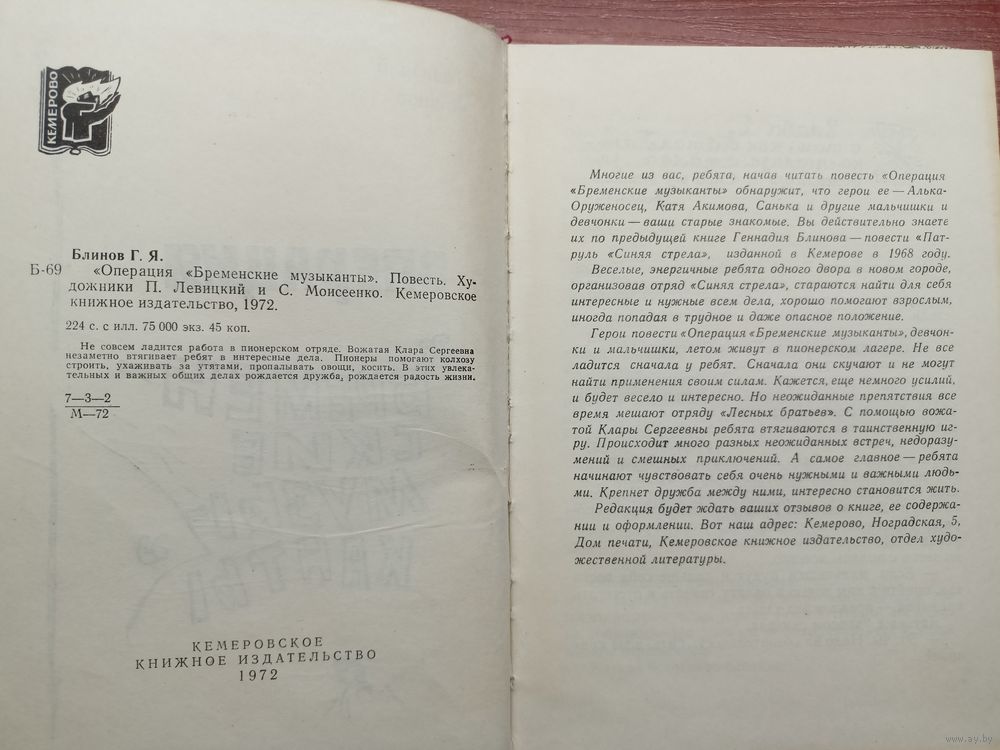 КЕМЕРОВО
Блинов Г. Я.
Б-69
«Операция «Бременские музыканты». Повесть. Ху-
дожники П. Левицкий и С. Моисеенко. Кемеровское
книжное издательство, 1972.
224 с. с илл. 75 000 экз. 45 коп.
Не совсем ладится работа в пионерском отряде. Вожатая Клара Сергеевна
незаметно втягивает ребят в интересные дела. Пионеры помогают колхозу
строить, ухаживать за утятами, пропалывать овощи, косить. В этих увлека-
тельных и важных общих делах рождается дружба, рождается радость жизни.
7—3—2
М—72
КЕМЕРОВСКОЕ
КНИЖНОЕ ИЗДАТЕЛЬСТВО
1972
Многие из вас, ребята, начав читать повесть «Операция
«Бременские музыканты» обнаружит, что герои ее — Алька-
Оруженосец, Катя Акимова, Санька и другие мальчишки и
девчонки — ваши старые знакомые. Вы действительно знаете
их по предыдущей книге Геннадия Блинова — повести «Пат-
руль «Синяя стрела», изданной в Кемерове в 1968 году.
Веселые, энергичные ребята одного двора в новом городе,
организовав отряд «Синяя стрела», стараются найти для себя
интересные и нужные всем дела, хорошо помогают взрослым,
иногда попадая в трудное и даже опасное положение.
Герои повести «Операция «Бременские музыканты», девчон-
ки и мальчишки, летом живут в пионерском лагере. Не все
ладится сначала у ребят. Сначала они скучают и не могут
найти применения своим силам. Кажется, еще немного усилий,
и будет весело и интересно. Но неожиданные препятствия все
время мешают отряду «Лесных братьев». С помощью вожа-
той Клары Сергеевны ребята втягиваются в таинственную иг-
ру. Происходит много разных неожиданных встреч, недоразу-
мений и смешных приключений. А самое главное — ребята
начинают чувствовать себя очень нужными и важными людь-
ми. Крепнет дружба между ними, интересно становится жить.
Редакция будет ждать ваших отзывов о книге, ее содержа-
нии и оформлении. Вот наш адрес: Кемерово, Ноградская, 5,
Дом печати, Кемеровское книжное издательство, отдел худо-
жественной литературы.
www.ay.by